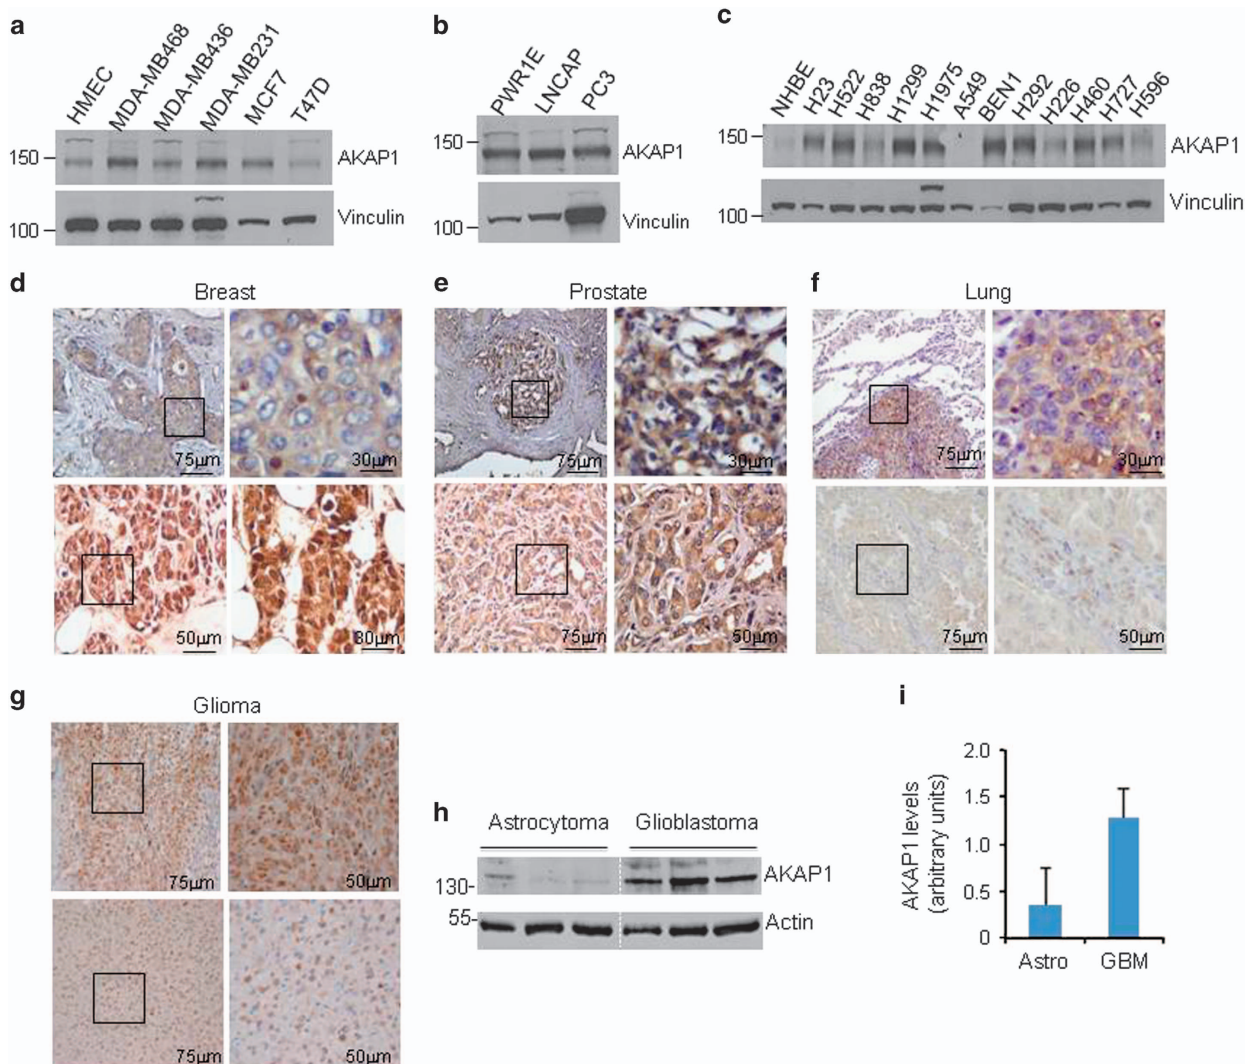 a
HMEC MDA-MB468 MDA-MB436 MDA-MB231 MCF7 T47D
150 AKAP1
100 Vinculin
b
PWR1E LNCAP PC3
150 AKAP1
100 Vinculin
c
NHBE H23 H522 H838 H1299 H1975 A549 BEN1 H292 H226 H460 H727 H596
150 AKAP1
100 Vinculin
d
Breast
75µm 30µm
50µm 30µm
e
Prostate
75µm 30µm
75µm 50µm
f
Lung
75µm 30µm
75µm 50µm
g
Glioma
75µm 50µm
75µm 50µm
h
Astrocytoma Glioblastoma
130- AKAP1
55- Actin
i
AKAP1 levels
(arbitrary units)
2.0
1.5
1.0
0.5
0
Astro GBM